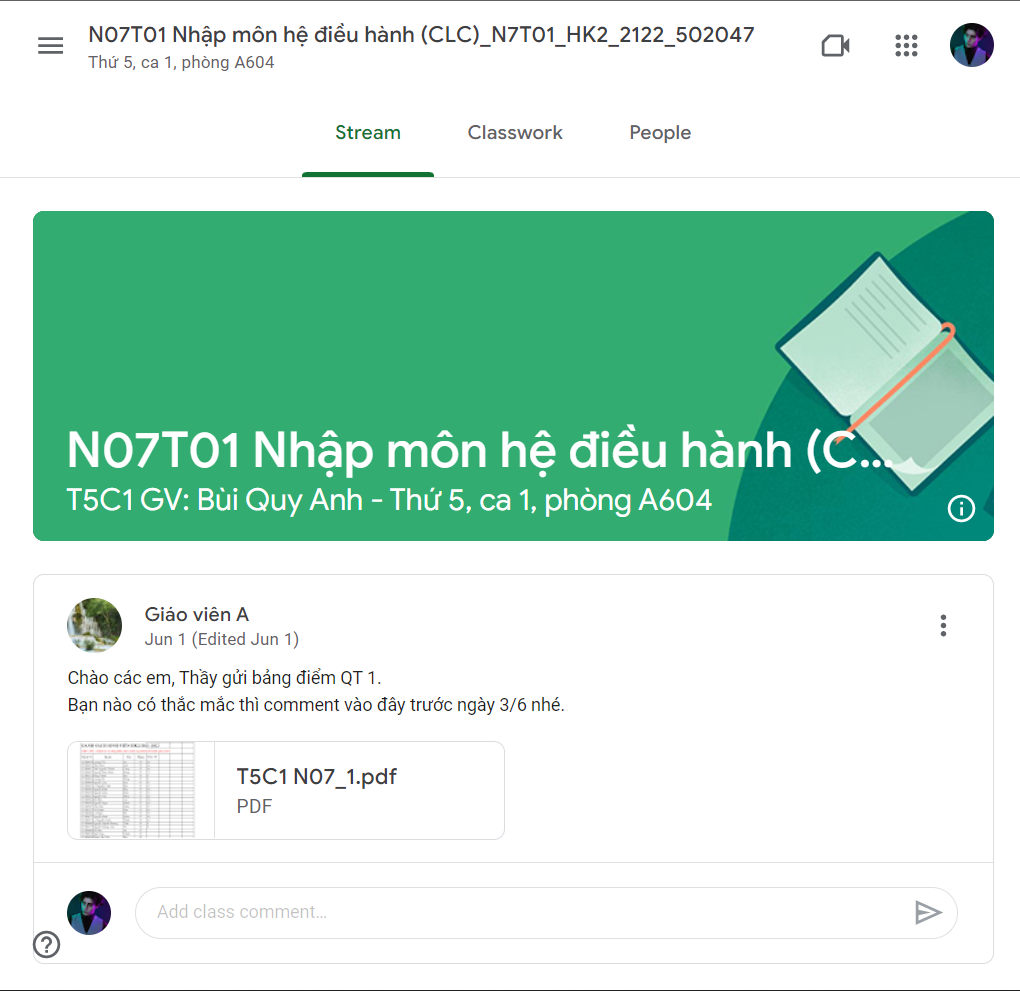 N07T01 Nhập môn hệ điều hành (CLC)_N7T01_HK2_2122_502047
Thứ 5, ca 1, phòng A604
Stream Classwork People
N07T01 Nhập môn hệ điều hành (C...
T5C1 GV: Bùi Quy Anh - Thứ 5, ca 1, phòng A604
Giáo viên A
Jun 1 (Edited Jun 1)
Chào các em, Thầy gửi bảng điểm QT 1.
Bạn nào có thắc mắc thì comment vào đây trước ngày 3/6 nhé.
T5C1 N07_1.pdf
PDF
Add class comment...